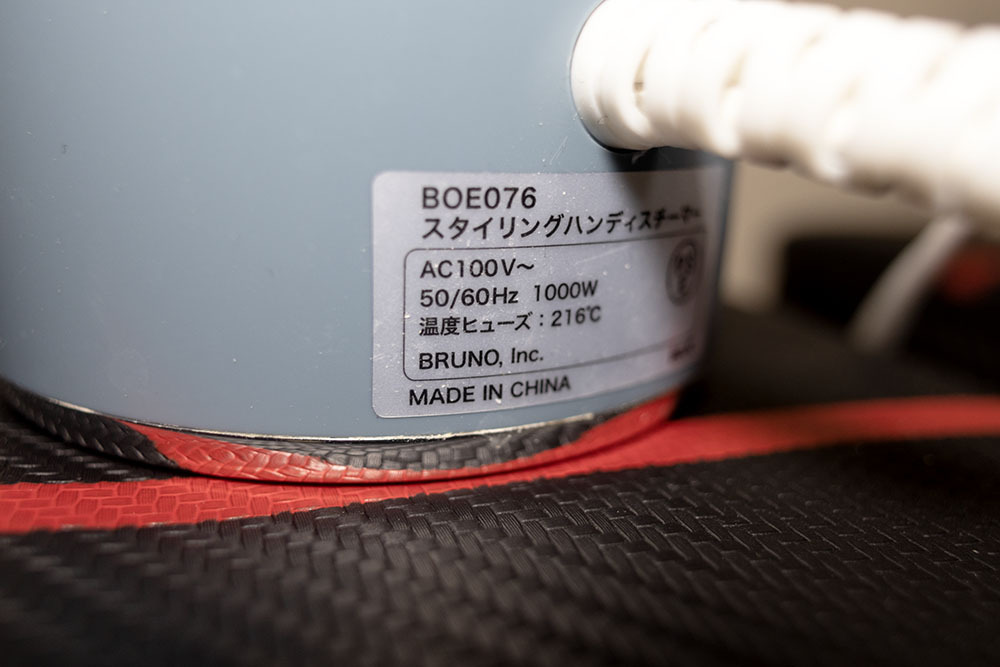 BOE076
スタイリングハンディスチーマー
AC100V～
50/60Hz 1000W
温度ヒューズ：216℃
BRUNO, Inc.
MADE IN CHINA